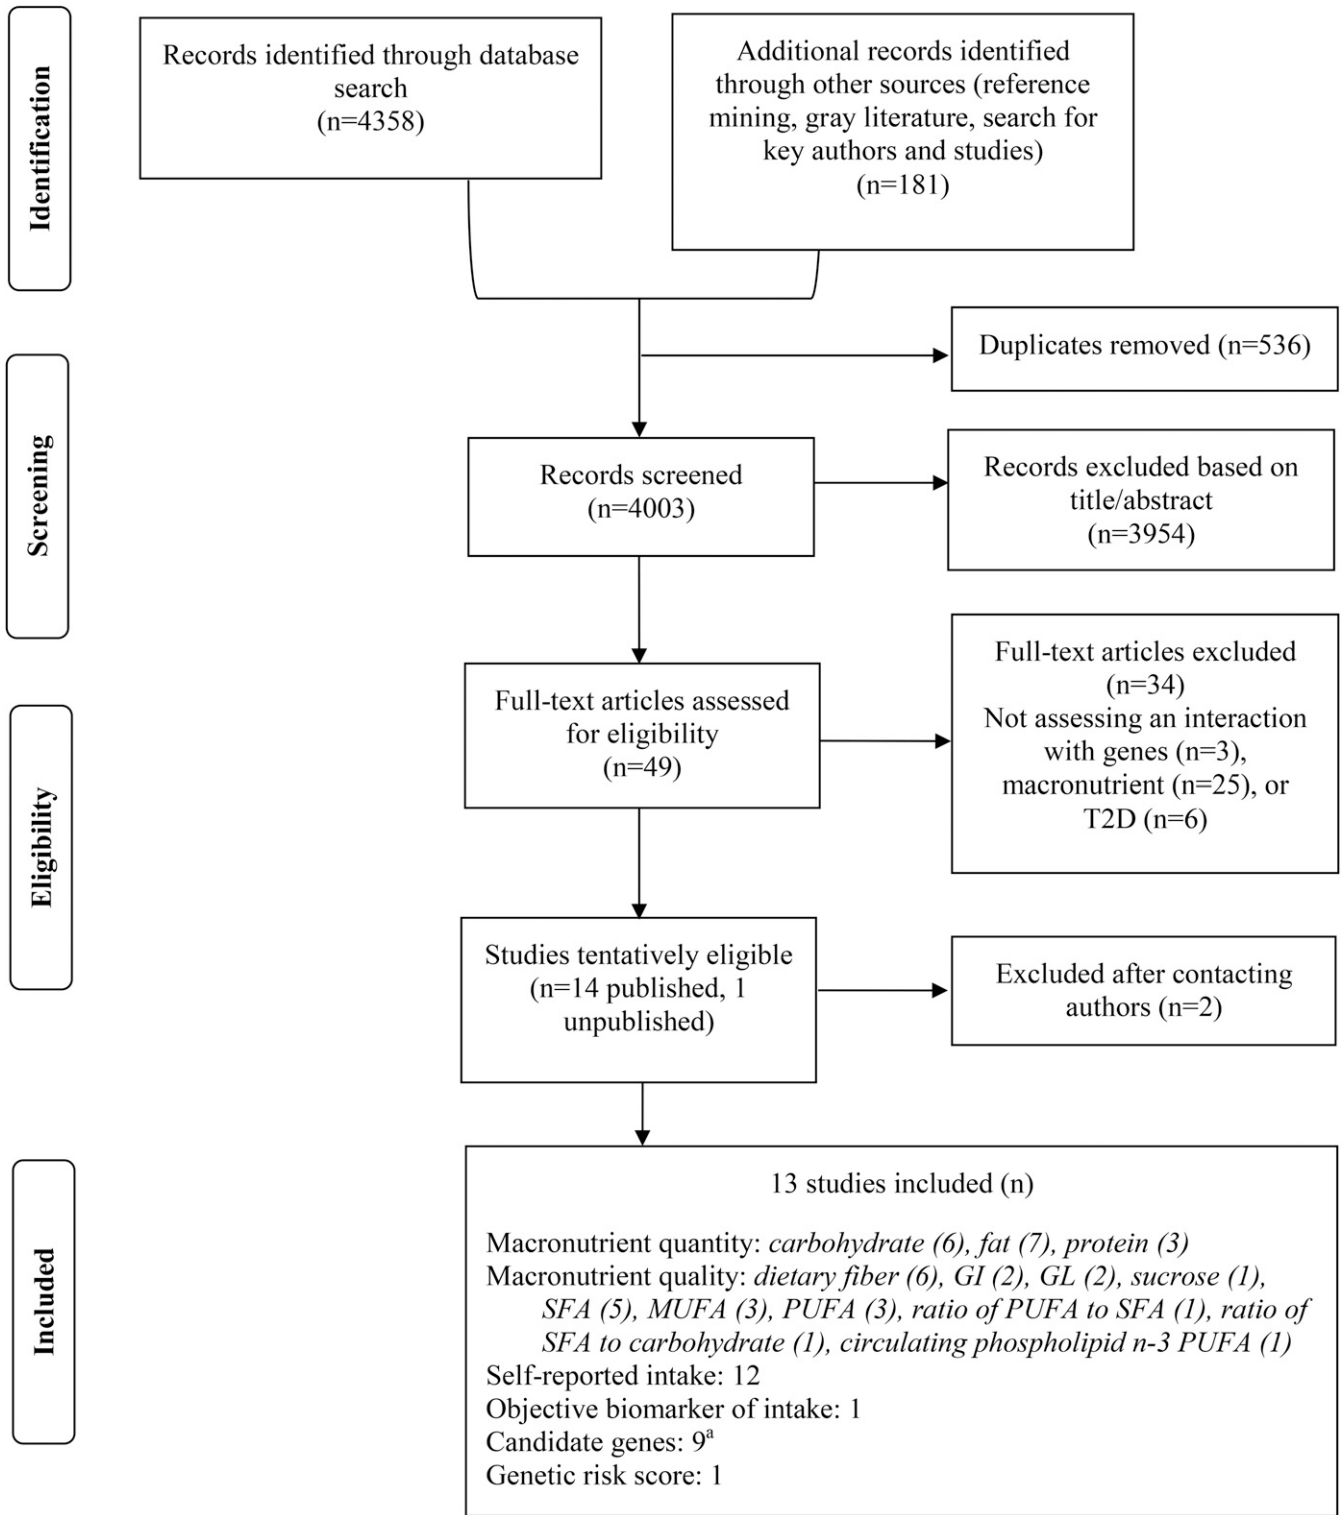 Identification
Records identified through database
search
(n=4358)
Additional records identified
through other sources (reference
mining, gray literature, search for
key authors and studies)
(n=181)
Duplicates removed (n=536)
Screening
Records screened
(n=4003)
Records excluded based on
title/abstract
(n=3954)
Full-text articles assessed
for eligibility
(n=49)
Full-text articles excluded
(n=34)
Not assessing an interaction
with genes (n=3),
macronutrient (n=25), or
T2D (n=6)
Eligibility
Studies tentatively eligible
(n=14 published, 1
unpublished)
Excluded after contacting
authors (n=2)
Included
13 studies included (n)
Macronutrient quantity: carbohydrate (6), fat (7), protein (3)
Macronutrient quality: dietary fiber (6), GI (2), GL (2), sucrose (1),
SFA (5), MUFA (3), PUFA (3), ratio of PUFA to SFA (1), ratio of
SFA to carbohydrate (1), circulating phospholipid n-3 PUFA (1)
Self-reported intake: 12
Objective biomarker of intake: 1
Candidate genes: 9ᵃ
Genetic risk score: 1